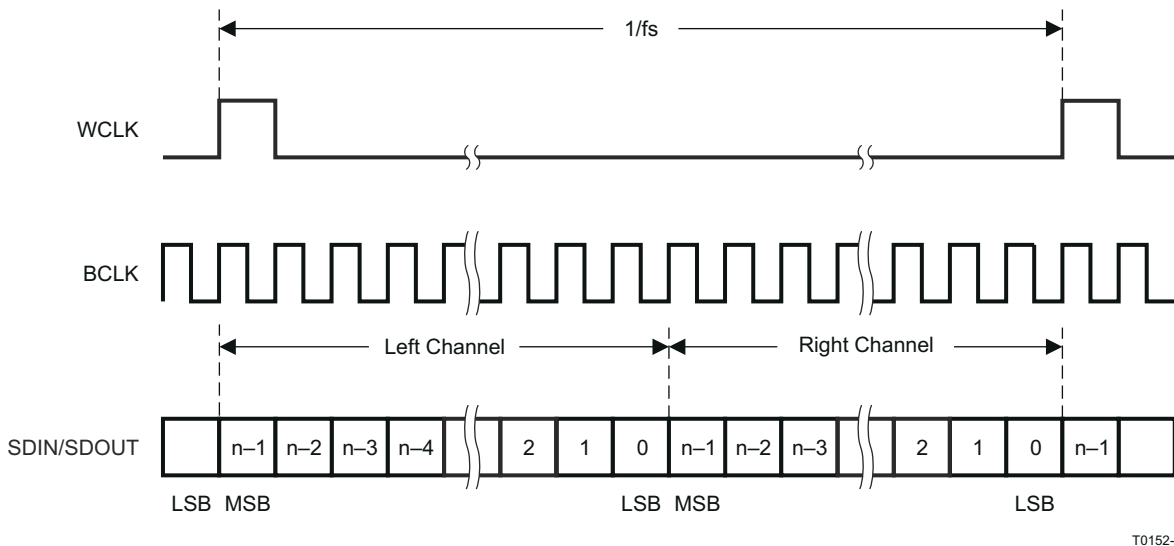 1/fs
WCLK
BCLK
Left Channel Right Channel
SDIN/SDOUT n–1 n–2 n–3 n–4 2 1 0 n–1 n–2 n–3 2 1 0 n–1
LSB MSB LSB MSB LSB
T0152-